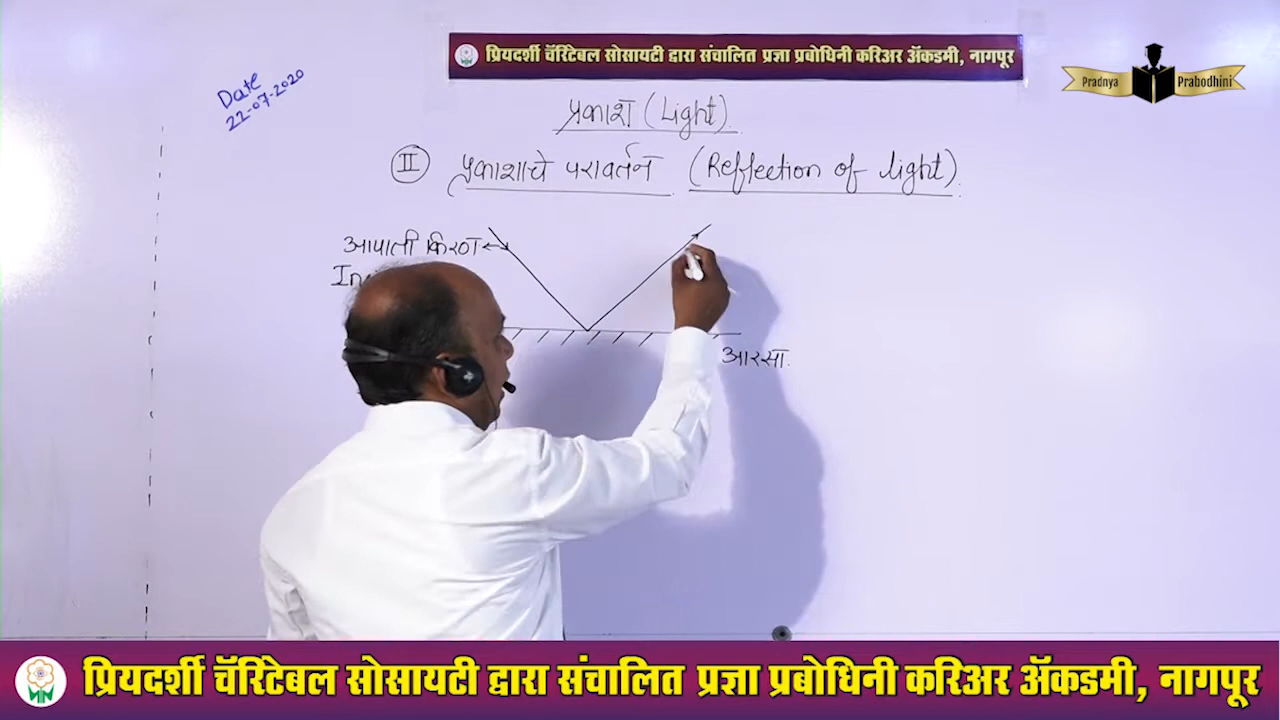 प्रियदर्शी चॅरिटेबल सोसायटी द्वारा संचालित प्रज्ञा प्रबोधिनी करिअर ॲकडमी, नागपूर
Pradnya Prabodhini
Date
22-07-2020
प्रकाश (Light).
II प्रकाशाचे परावर्तन (Reflection of light).
आपाती किरण
आरसा.
प्रियदर्शी चॅरिटेबल सोसायटी द्वारा संचालित प्रज्ञा प्रबोधिनी करिअर ॲकडमी, नागपूर